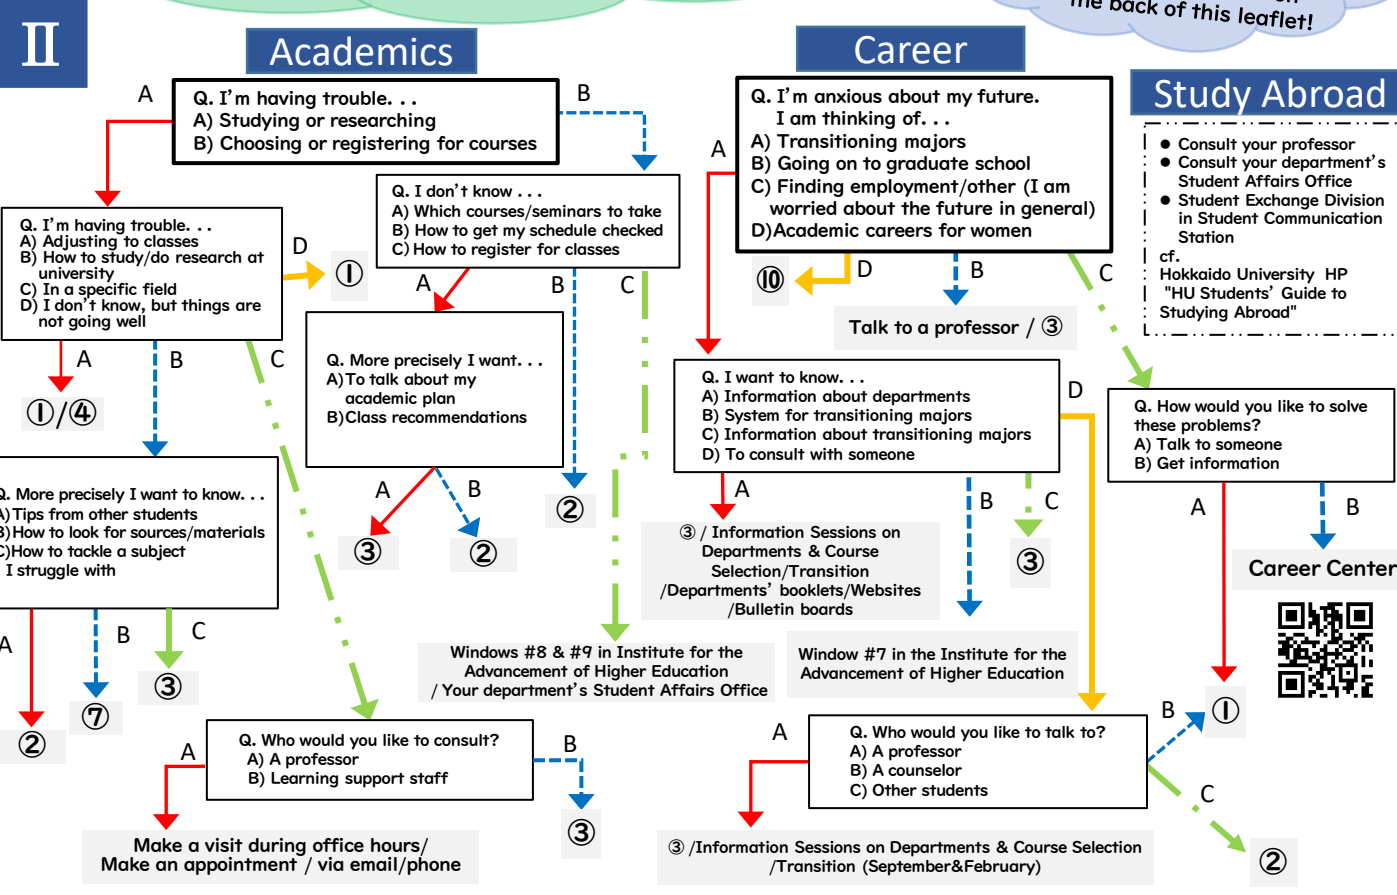 the back of this leaflet!
Ⅱ
Academics
A
Q. I'm having trouble. . .
A) Studying or researching
B) Choosing or registering for courses
B
Q. I'm having trouble. . .
A) Adjusting to classes
B) How to study/do research at
university
C) In a specific field
D) I don't know, but things are
not going well
D
①
A
B
C
①/④
Q. I don't know . . .
A) Which courses/seminars to take
B) How to get my schedule checked
C) How to register for classes
A
B
C
Q. More precisely I want. . .
A)To talk about my
academic plan
B)Class recommendations
A
B
③
②
②
Q. More precisely I want to know. . .
A)Tips from other students
B)How to look for sources/materials
C)How to tackle a subject
I struggle with
A
B
C
②
⑦
③
Windows #8 & #9 in Institute for the
Advancement of Higher Education
/ Your department's Student Affairs Office
Q. Who would you like to consult?
A) A professor
B) Learning support staff
A
B
③
Make a visit during office hours/
Make an appointment / via email/phone
Career
Q. I'm anxious about my future.
I am thinking of. . .
A) Transitioning majors
B) Going on to graduate school
C) Finding employment/other (I am
worried about the future in general)
D)Academic careers for women
A
D
B
C
⑩
Talk to a professor / ③
Q. I want to know. . .
A) Information about departments
B) System for transitioning majors
C) Information about transitioning majors
D) To consult with someone
D
A
B
C
③ / Information Sessions on
Departments & Course
Selection/Transition
/Departments' booklets/Websites
/Bulletin boards
③
Window #7 in the Institute for the
Advancement of Higher Education
Q. Who would you like to talk to?
A) A professor
B) A counselor
C) Other students
A
B
C
①
②
③ /Information Sessions on Departments & Course Selection
/Transition (September&February)
Q. How would you like to solve
these problems?
A) Talk to someone
B) Get information
A
B
Career Center
Study Abroad
● Consult your professor
● Consult your department's
Student Affairs Office
● Student Exchange Division
in Student Communication
Station
cf.
Hokkaido University HP
"HU Students' Guide to
Studying Abroad"